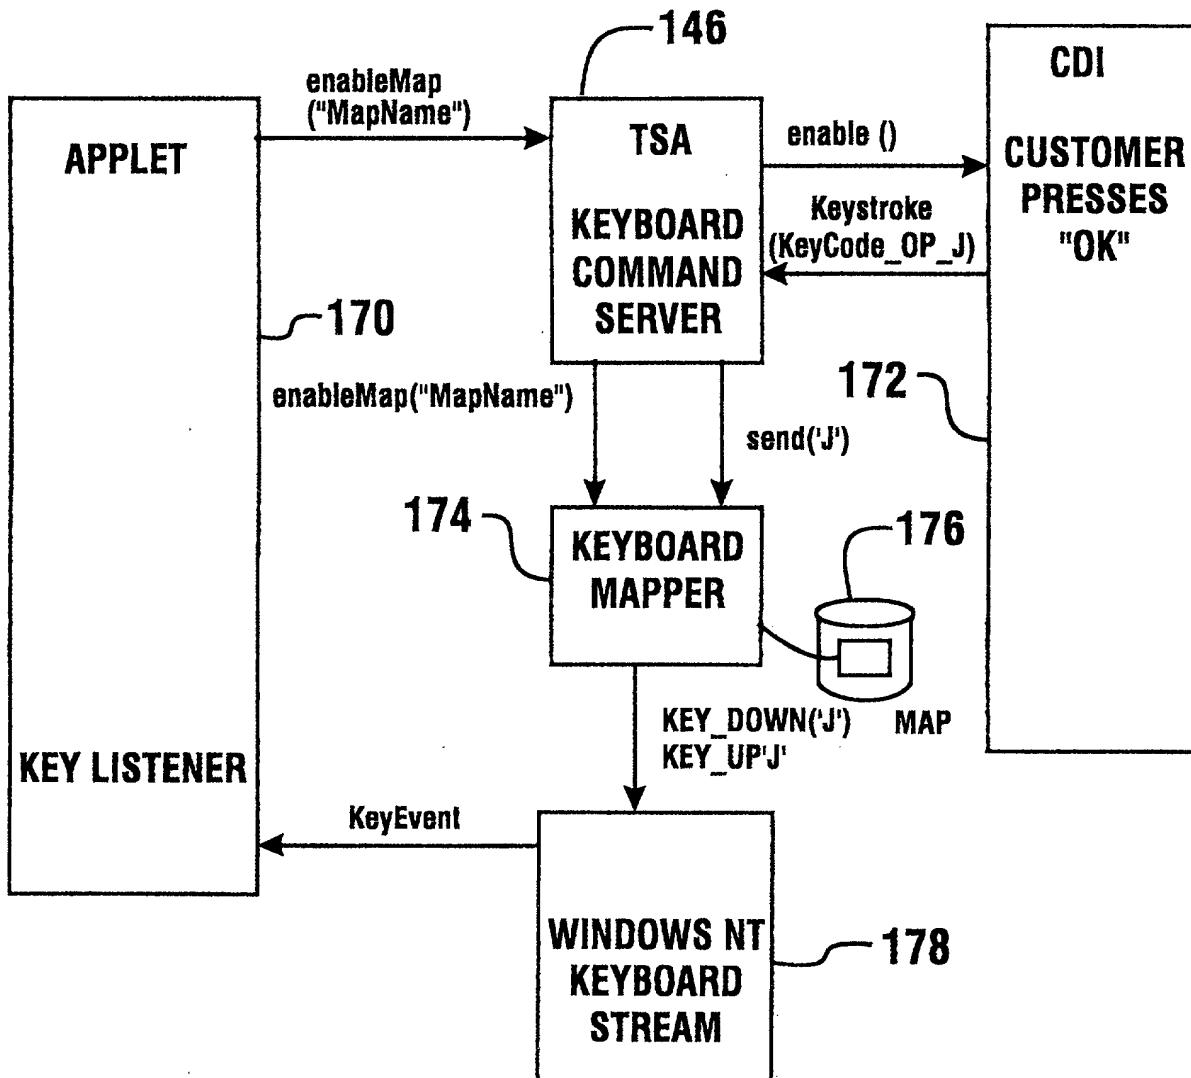 146
CDI
enableMap
("MapName")
APPLET
TSA
enable ()
CUSTOMER
PRESSES
"OK"
KEYBOARD
COMMAND
SERVER
Keystroke
(KeyCode_OP_J)
170
172
enableMap("MapName")
send('J')
174
KEYBOARD
MAPPER
176
KEY_DOWN('J')
KEY_UP'J'
MAP
KEY LISTENER
KeyEvent
WINDOWS NT
KEYBOARD
STREAM
178